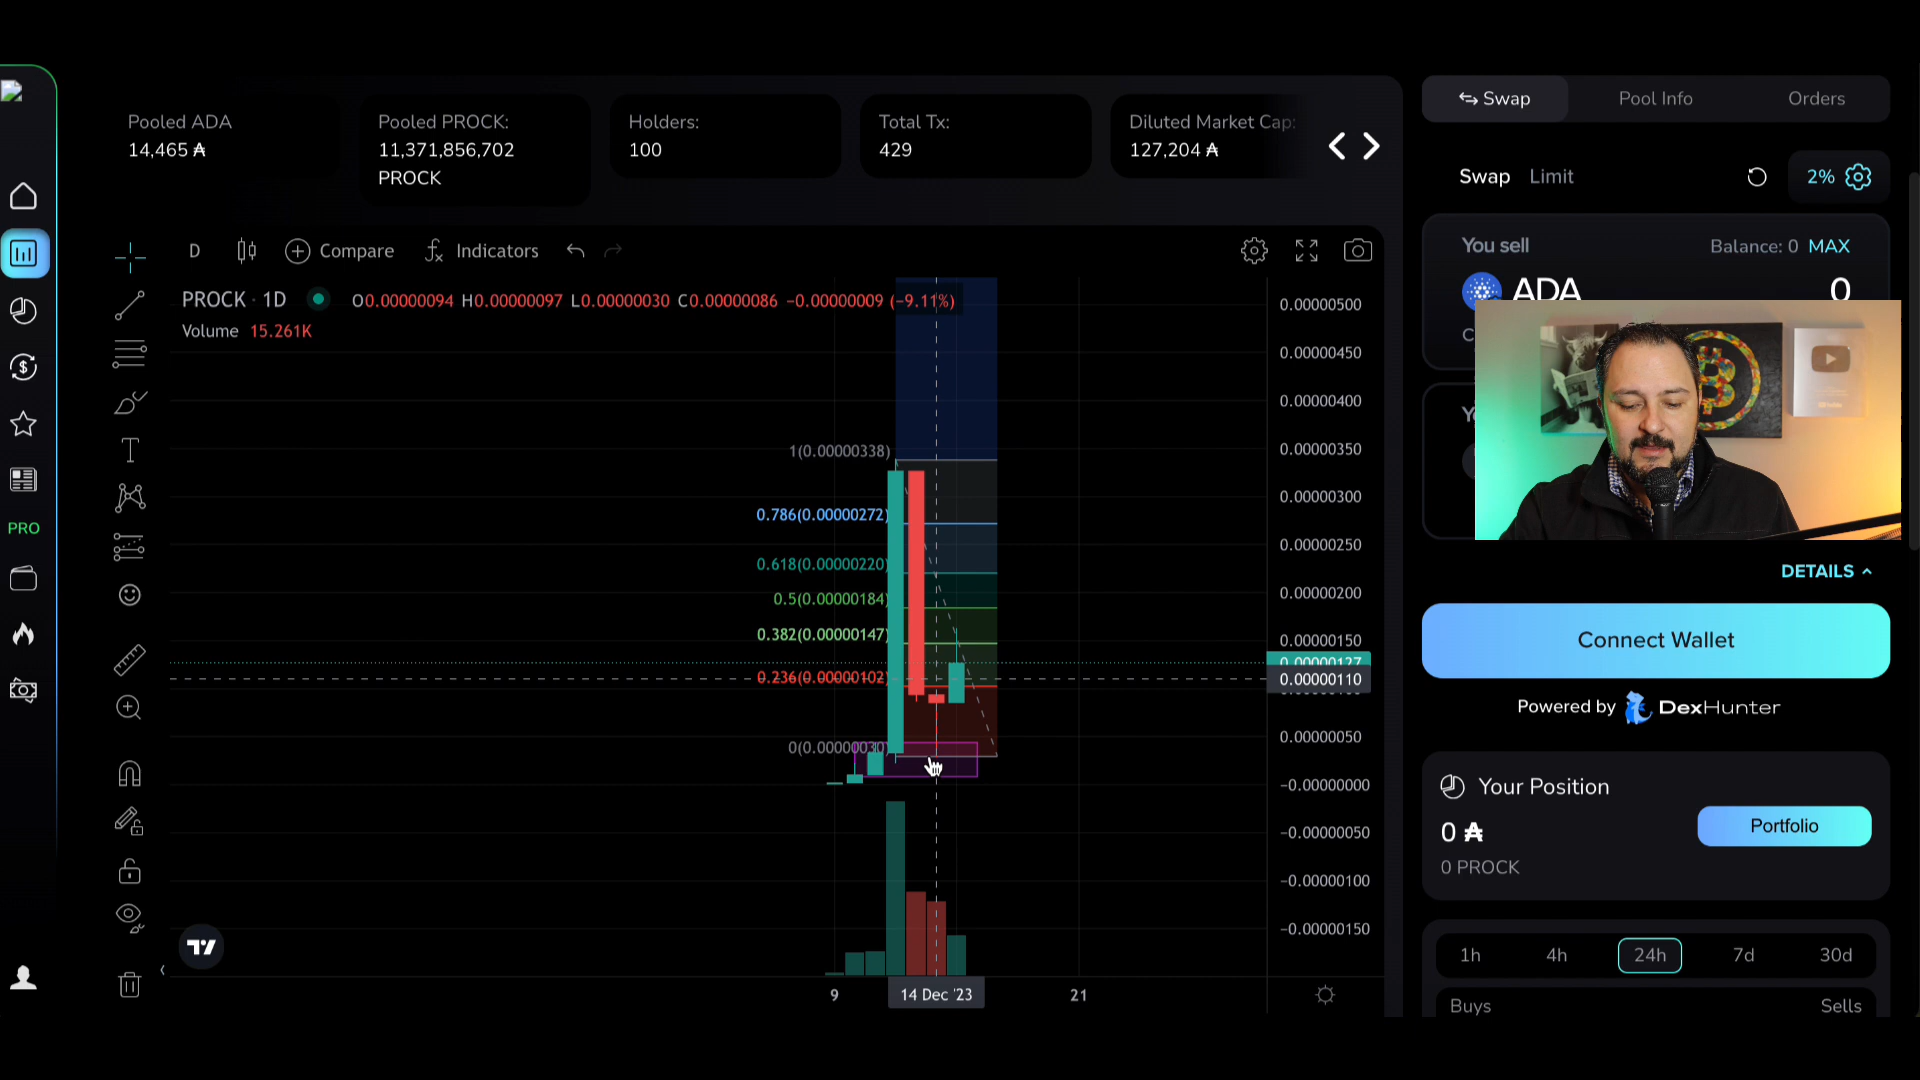 Pooled ADA
14,465 ₳
Pooled PROCK:
11,371,856,702
PROCK
Holders:
100
Total Tx:
429
Diluted Market Cap:
127,204 ₳
Swap
Pool Info
Orders
Swap
Limit
2%
You sell
Balance: 0 MAX
ADA
0
DETAILS
Connect Wallet
Powered by DexHunter
Your Position
0 ₳
Portfolio
0 PROCK
1h
4h
24h
7d
30d
Buys
Sells
PRO
D
Compare
Indicators
PROCK · 1D
O0.00000094 H0.00000097 L0.00000030 C0.00000086 −0.00000009 (−9.11%)
Volume 15.261K
1(0.00000338)
0.786(0.00000272)
0.618(0.00000220)
0.5(0.00000184)
0.382(0.00000147)
0.236(0.00000102)
0(0.00000030)
0.00000500
0.00000450
0.00000400
0.00000350
0.00000300
0.00000250
0.00000200
0.00000150
0.00000127
0.00000110
0.00000050
−0.00000000
−0.00000050
−0.00000100
−0.00000150
9
14 Dec '23
21